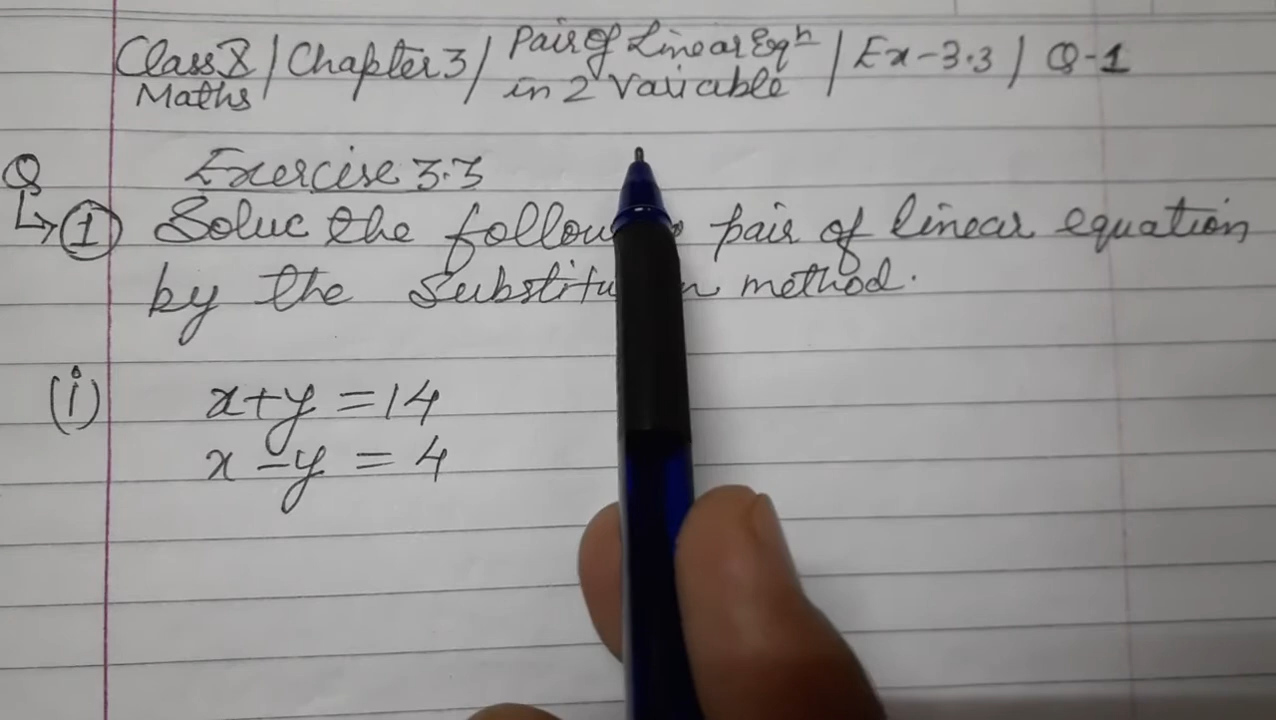 Class X / Chapter 3 / Pair of Linear Eqⁿ / Ex-3.3 / Q-1
Maths in 2 Variable
Q Exercise 3.3
① Solve the pair of linear equation
by the method.
(i) x+y = 14
x - y = 4